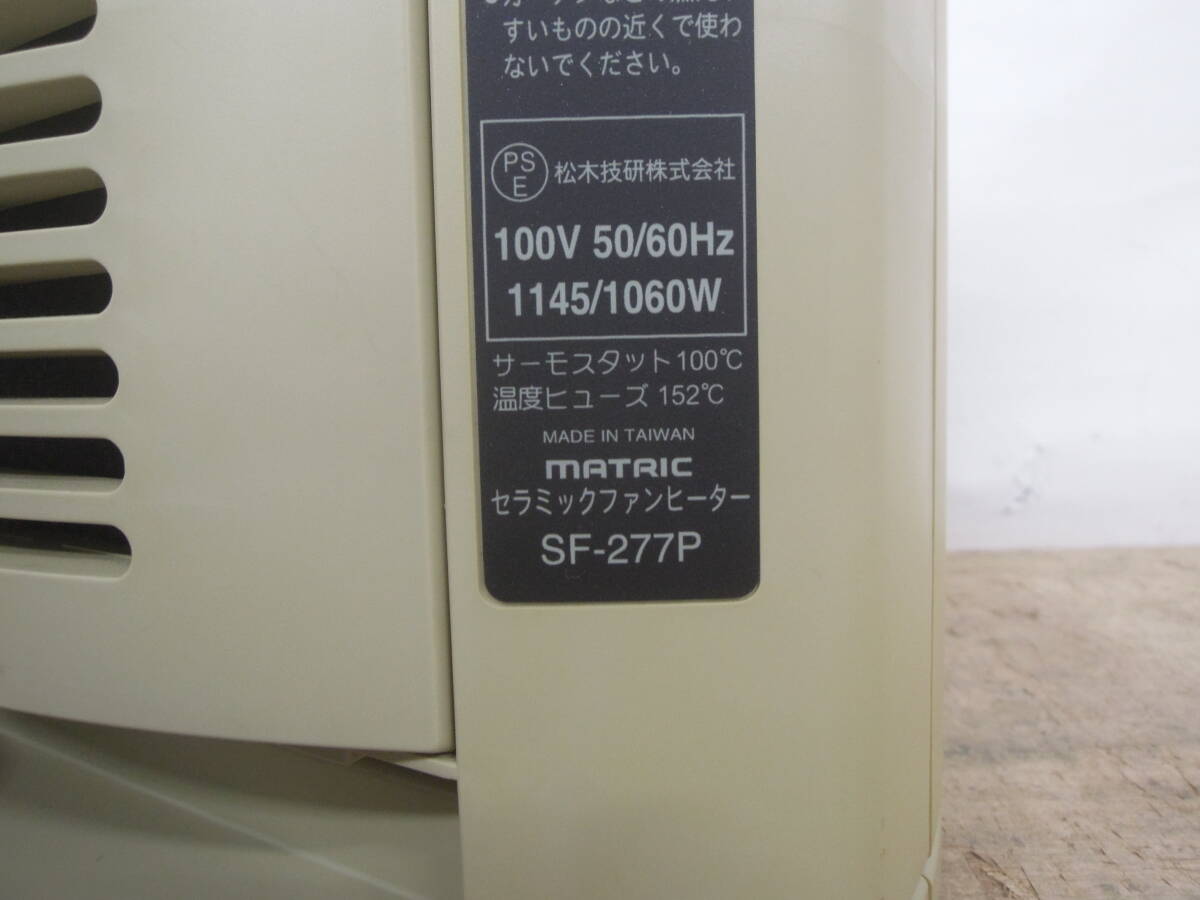 すいものの近くで使わ
ないでください。
PSE 松木技研株式会社
100V 50/60Hz
1145/1060W
サーモスタット 100℃
温度ヒューズ 152℃
MADE IN TAIWAN
MATRIC
セラミックファンヒーター
SF-277P